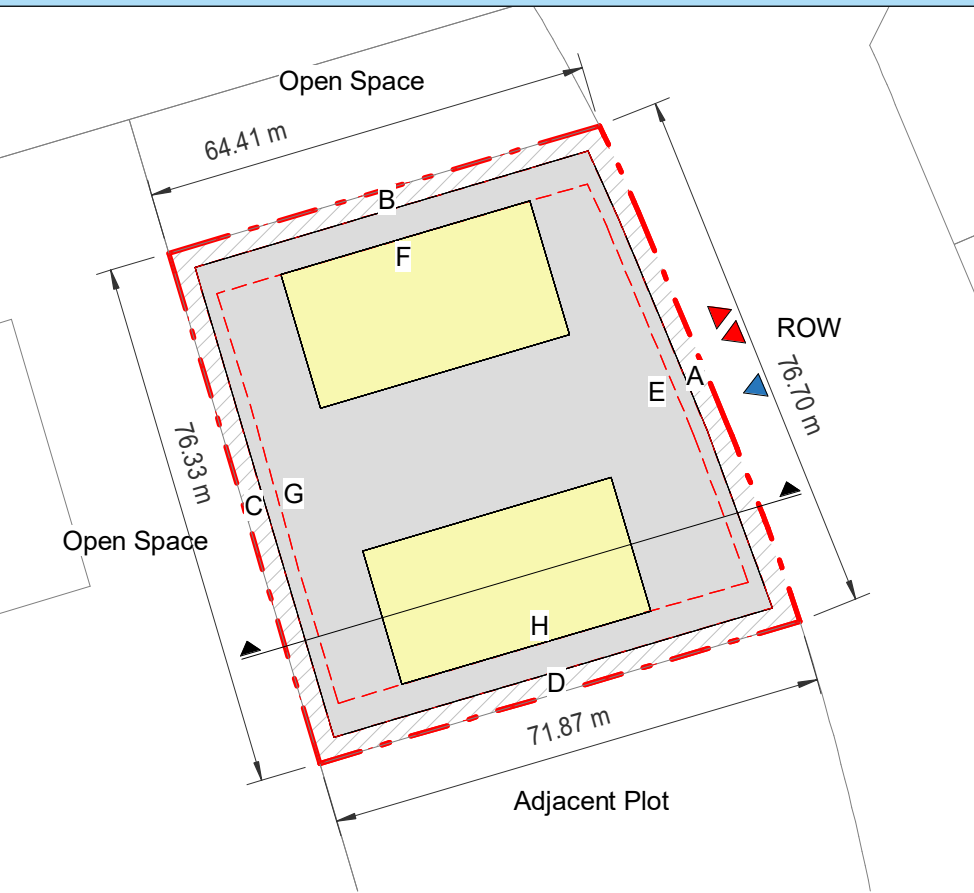 Open Space
64.41 m
B
F
ROW
A
E
76.70 m
76.33 m
G
C
Open Space
H
D
71.87 m
Adjacent Plot